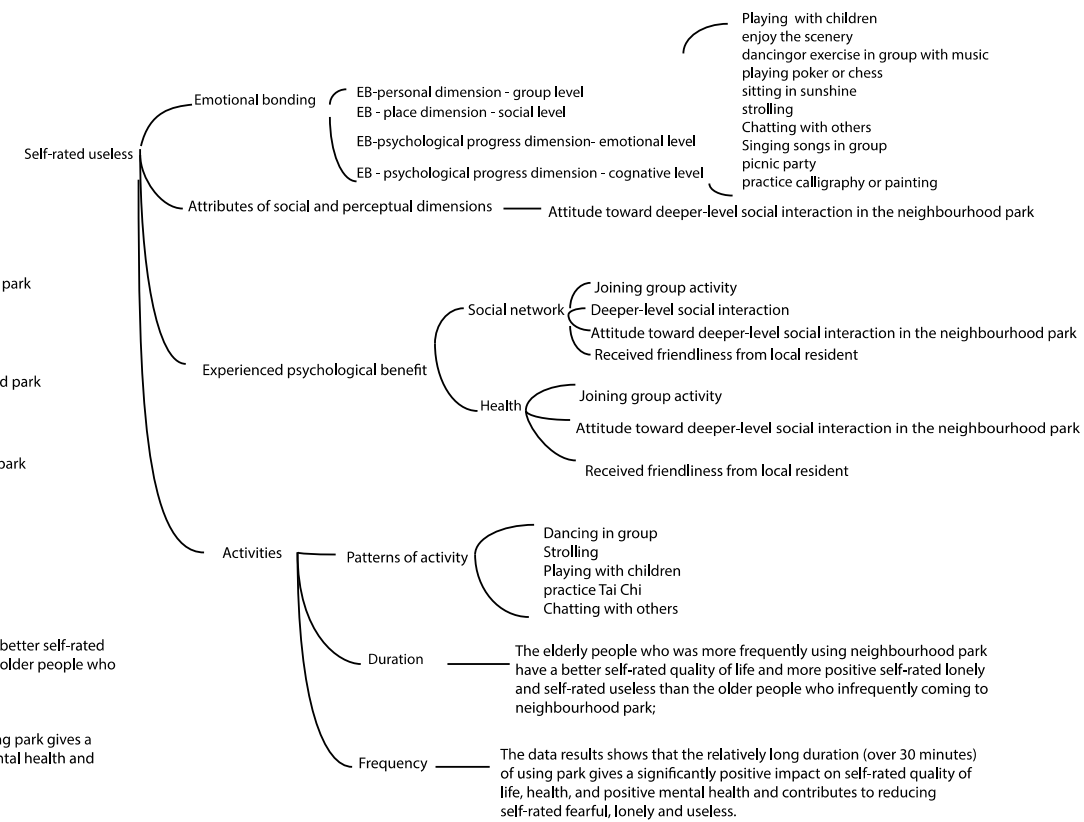 Playing with children
enjoy the scenery
dancingor exercise in group with music
playing poker or chess
sitting in sunshine
strolling
Chatting with others
Singing songs in group
picnic party
practice calligraphy or painting
Emotional bonding
EB-personal dimension - group level
EB - place dimension - social level
EB-psychological progress dimension- emotional level
EB - psychological progress dimension - cognative level
Self-rated useless
Attributes of social and perceptual dimensions
Attitude toward deeper-level social interaction in the neighbourhood park
park
Social network
Joining group activity
Deeper-level social interaction
Attitude toward deeper-level social interaction in the neighbourhood park
Received friendliness from local resident
Experienced psychological benefit
d park
Health
Joining group activity
Attitude toward deeper-level social interaction in the neighbourhood park
Received friendliness from local resident
park
Activities
Patterns of activity
Dancing in group
Strolling
Playing with children
practice Tai Chi
Chatting with others
better self-rated
older people who
Duration
The elderly people who was more frequently using neighbourhood park
have a better self-rated quality of life and more positive self-rated lonely
and self-rated useless than the older people who infrequently coming to
neighbourhood park;
ng park gives a
ntal health and
Frequency
The data results shows that the relatively long duration (over 30 minutes)
of using park gives a significantly positive impact on self-rated quality of
life, health, and positive mental health and contributes to reducing
self-rated fearful, lonely and useless.